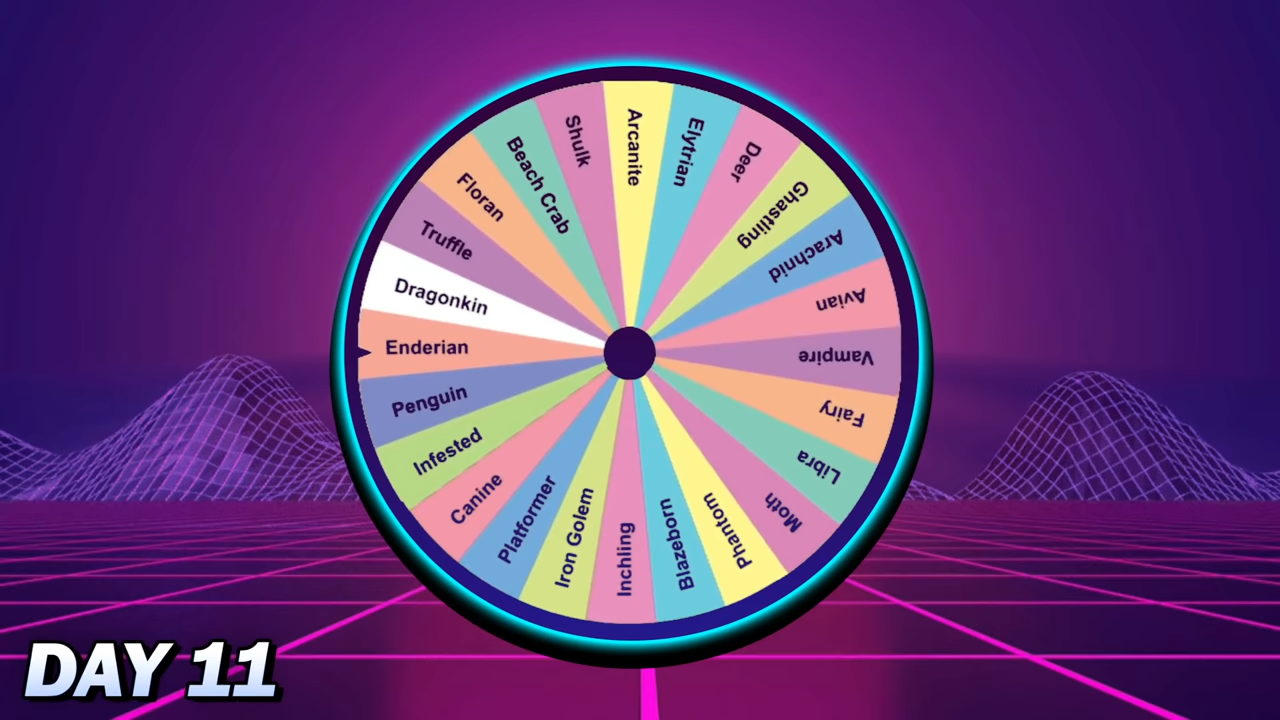 Arcanite
Elytrian
Deer
Ghastling
Arachnid
Avian
Vampire
Fairy
Libra
Moth
Phantom
Blazeborn
Inchling
Iron Golem
Platformer
Canine
Infested
Penguin
Enderian
Dragonkin
Truffle
Floran
Beach Crab
Shulk
DAY 11